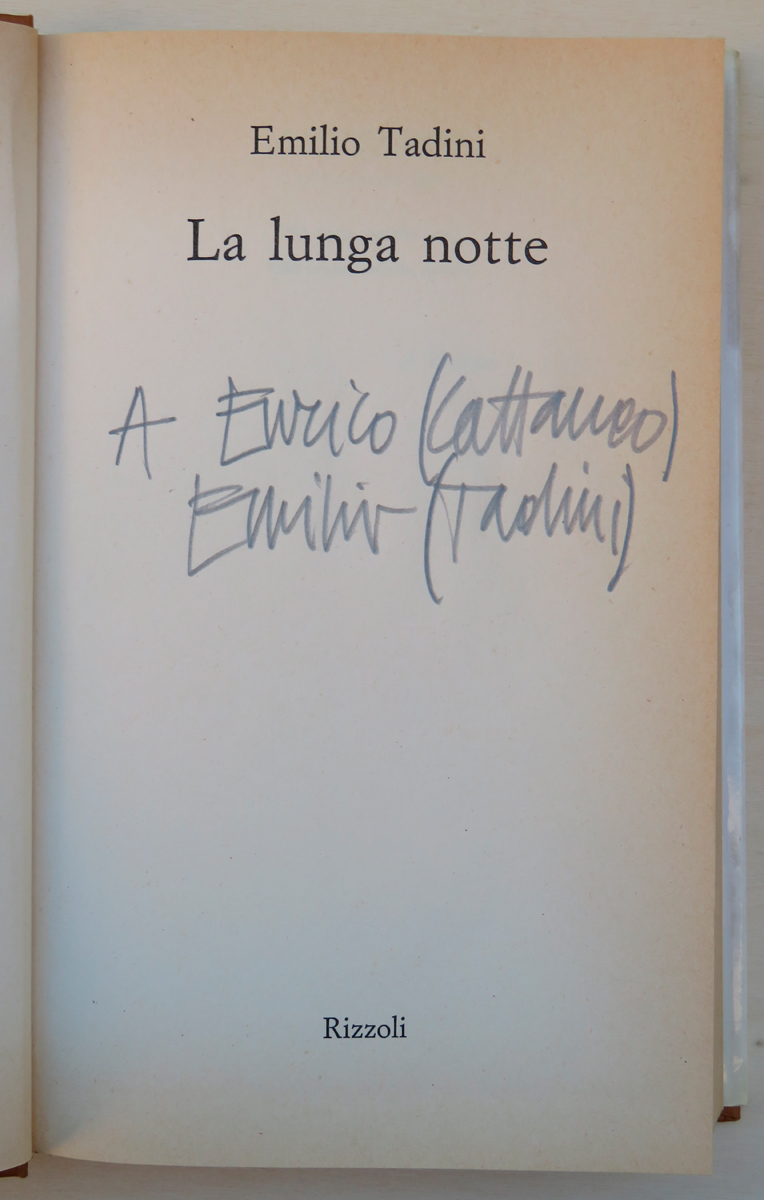 Emilio Tadini
La lunga notte
A Enrico (Cattaneo)
Emilio (Tadini)
Rizzoli